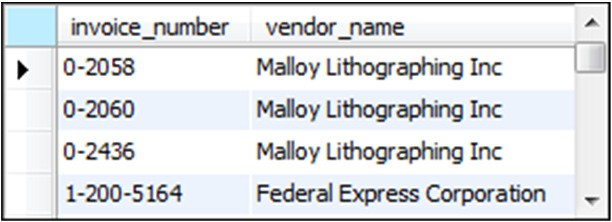 invoice_number vendor_name
0-2058 Malloy Lithographing Inc
0-2060 Malloy Lithographing Inc
0-2436 Malloy Lithographing Inc
1-200-5164 Federal Express Corporation